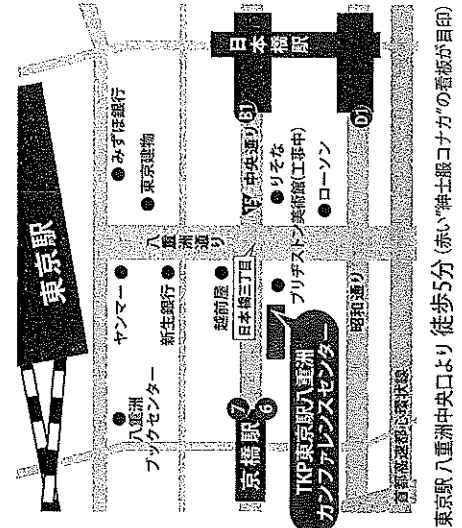 東京駅
みずほ銀行
東京建物
ヤンマー
新生銀行
越前屋
八重洲
ブックセンター
八重洲通り
日本橋駅
B1
D1
中央通り
りそな
ブリヂストン
美術館(工事中)
ローソン
日本橋三丁目
京橋駅
7
6
昭和通り
TKP東京駅八重洲
カンファレンスセンター
首都高速都心環状線
東京駅 八重洲中央口より 徒歩5分 (赤い"紳士服コナカ"の看板が目印)